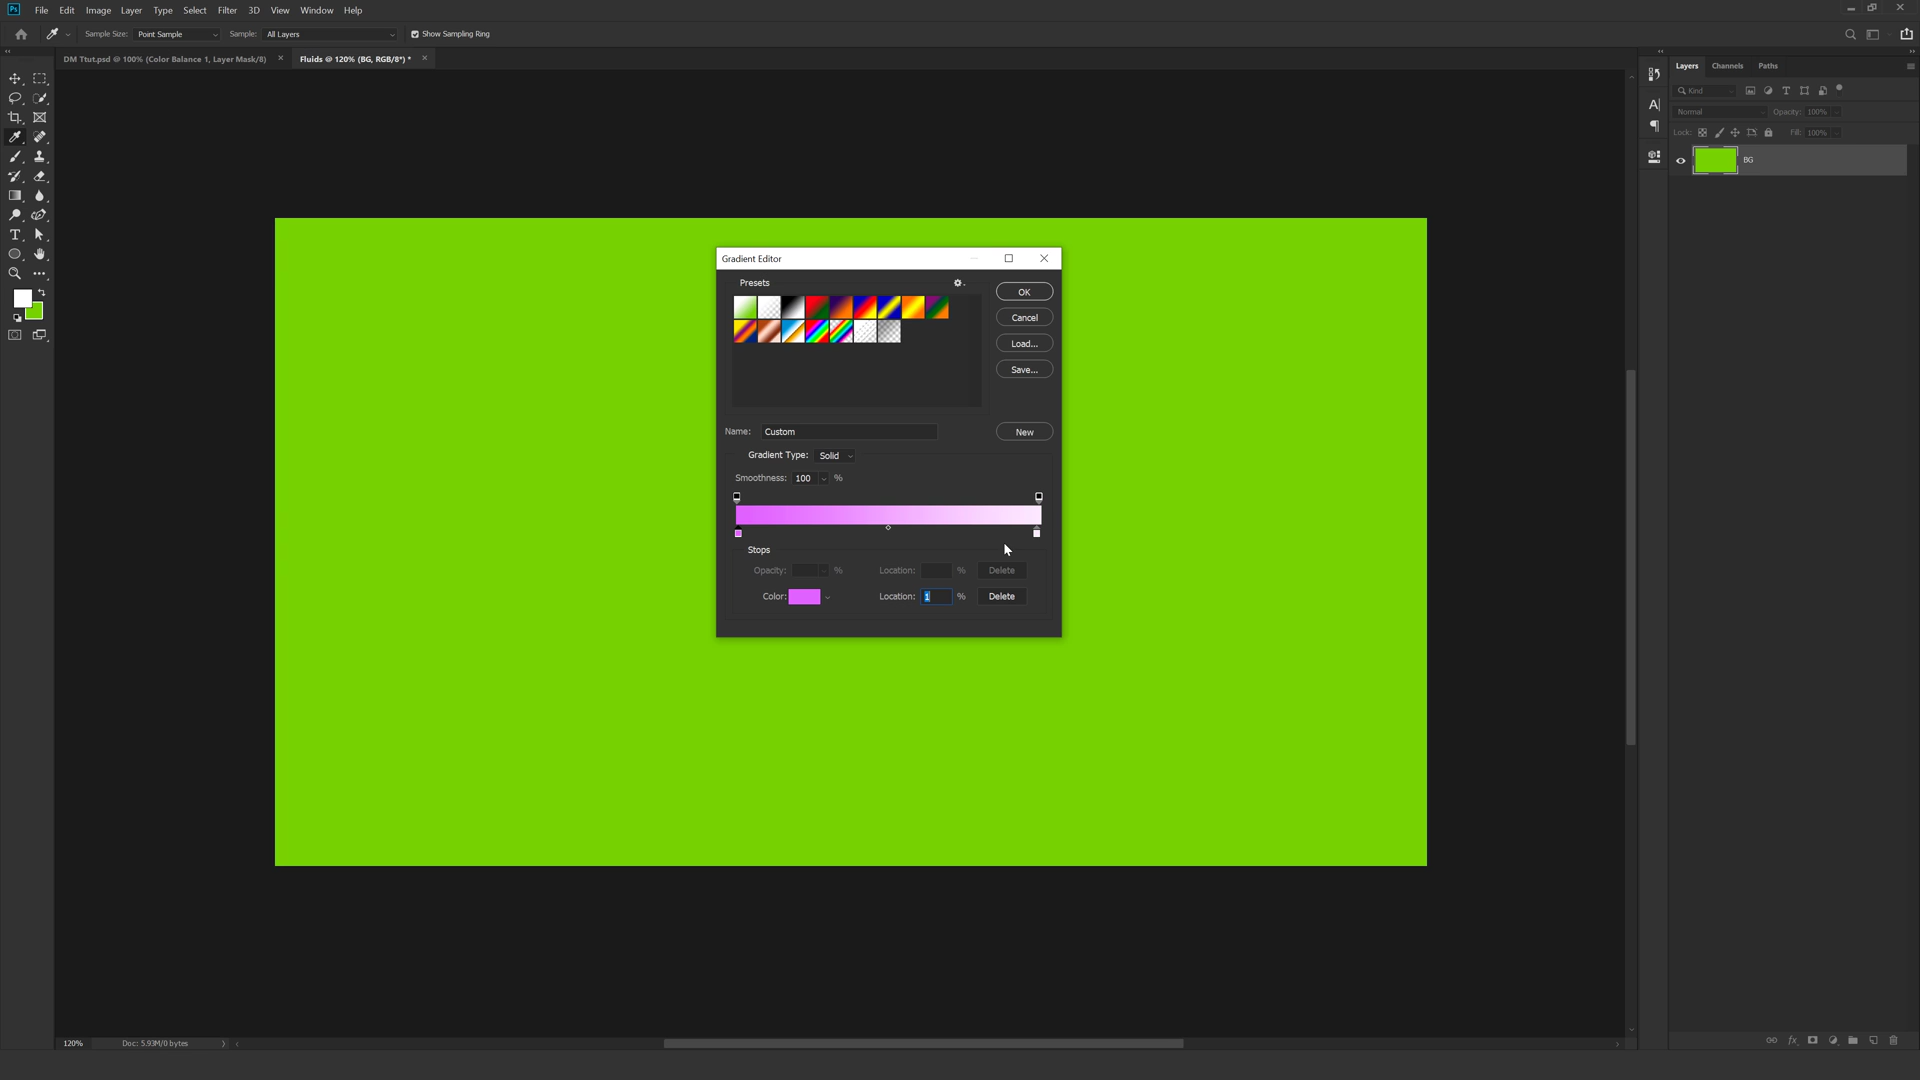 Ps File Edit Image Layer Type Select Filter 3D View Window Help
Sample Size: Point Sample Sample: All Layers Show Sampling Ring
DM Ttut.psd @ 100% (Color Balance 1, Layer Mask/8) Fluids @ 120% (BG, RGB/8*) *
Layers Channels Paths
Kind
Normal Opacity: 100%
Lock: Fill: 100%
BG
Gradient Editor
Presets
OK
Cancel
Load...
Save...
Name: Custom New
Gradient Type: Solid
Smoothness: 100 %
Stops
Opacity: % Location: % Delete
Color: Location: 1 % Delete
120% Doc: 5.93M/0 bytes